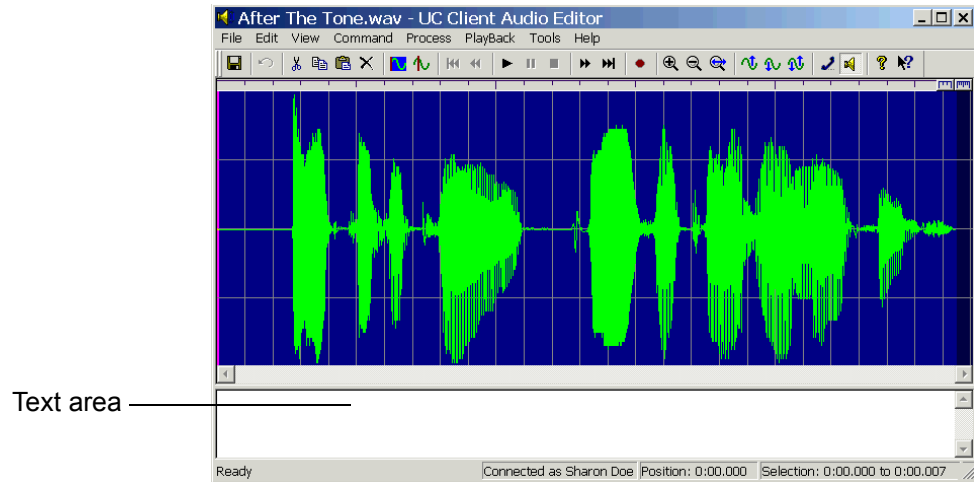 After The Tone.wav - UC Client Audio Editor
File Edit View Command Process PlayBack Tools Help
Text area
Ready Connected as Sharon Doe Position: 0:00.000 Selection: 0:00.000 to 0:00.007